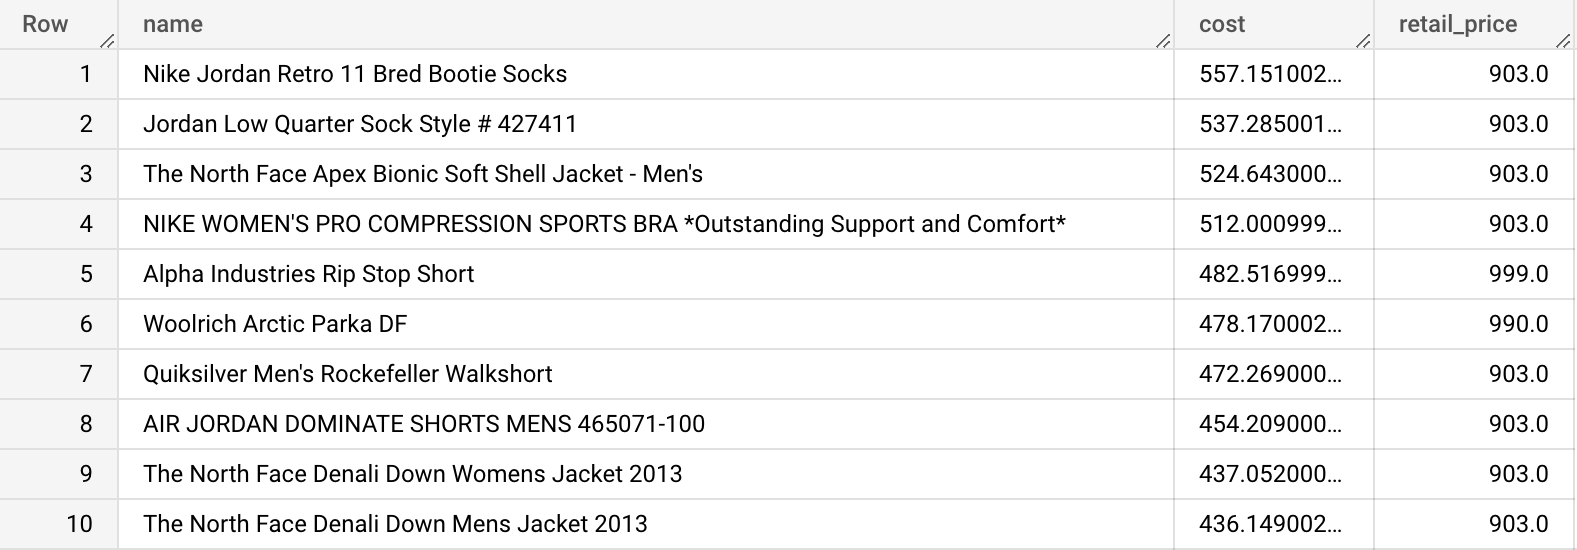 Row name cost retail_price
1 Nike Jordan Retro 11 Bred Bootie Socks 557.151002... 903.0
2 Jordan Low Quarter Sock Style # 427411 537.285001... 903.0
3 The North Face Apex Bionic Soft Shell Jacket - Men's 524.643000... 903.0
4 NIKE WOMEN'S PRO COMPRESSION SPORTS BRA *Outstanding Support and Comfort* 512.000999... 903.0
5 Alpha Industries Rip Stop Short 482.516999... 999.0
6 Woolrich Arctic Parka DF 478.170002... 990.0
7 Quiksilver Men's Rockefeller Walkshort 472.269000... 903.0
8 AIR JORDAN DOMINATE SHORTS MENS 465071-100 454.209000... 903.0
9 The North Face Denali Down Womens Jacket 2013 437.052000... 903.0
10 The North Face Denali Down Mens Jacket 2013 436.149002... 903.0